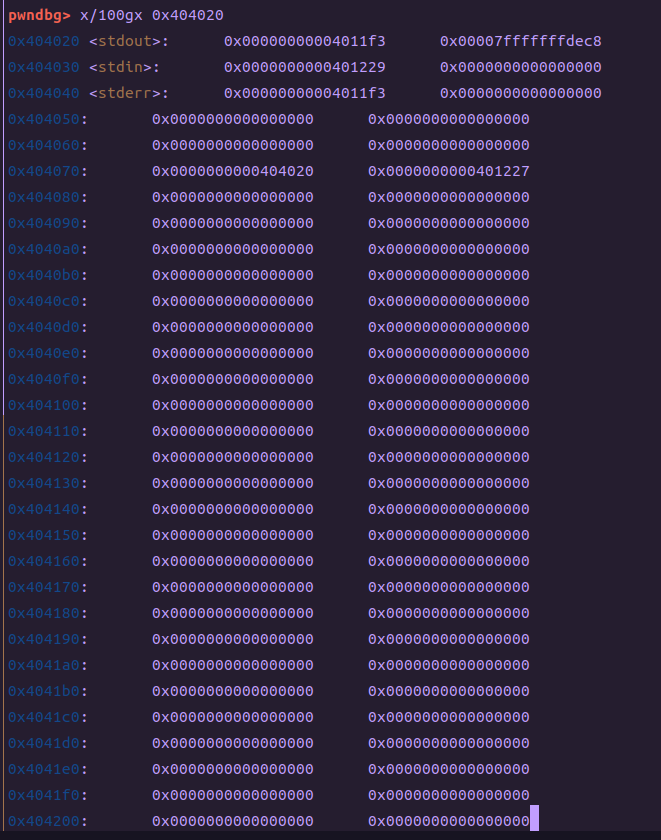 pwndbg> x/100gx 0x404020
0x404020 <stdout>: 0x00000000004011f3 0x00007fffffffdec8
0x404030 <stdin>: 0x0000000000401229 0x0000000000000000
0x404040 <stderr>: 0x00000000004011f3 0x0000000000000000
0x404050: 0x0000000000000000 0x0000000000000000
0x404060: 0x0000000000000000 0x0000000000000000
0x404070: 0x0000000000404020 0x0000000000401227
0x404080: 0x0000000000000000 0x0000000000000000
0x404090: 0x0000000000000000 0x0000000000000000
0x4040a0: 0x0000000000000000 0x0000000000000000
0x4040b0: 0x0000000000000000 0x0000000000000000
0x4040c0: 0x0000000000000000 0x0000000000000000
0x4040d0: 0x0000000000000000 0x0000000000000000
0x4040e0: 0x0000000000000000 0x0000000000000000
0x4040f0: 0x0000000000000000 0x0000000000000000
0x404100: 0x0000000000000000 0x0000000000000000
0x404110: 0x0000000000000000 0x0000000000000000
0x404120: 0x0000000000000000 0x0000000000000000
0x404130: 0x0000000000000000 0x0000000000000000
0x404140: 0x0000000000000000 0x0000000000000000
0x404150: 0x0000000000000000 0x0000000000000000
0x404160: 0x0000000000000000 0x0000000000000000
0x404170: 0x0000000000000000 0x0000000000000000
0x404180: 0x0000000000000000 0x0000000000000000
0x404190: 0x0000000000000000 0x0000000000000000
0x4041a0: 0x0000000000000000 0x0000000000000000
0x4041b0: 0x0000000000000000 0x0000000000000000
0x4041c0: 0x0000000000000000 0x0000000000000000
0x4041d0: 0x0000000000000000 0x0000000000000000
0x4041e0: 0x0000000000000000 0x0000000000000000
0x4041f0: 0x0000000000000000 0x0000000000000000
0x404200: 0x0000000000000000 0x0000000000000000